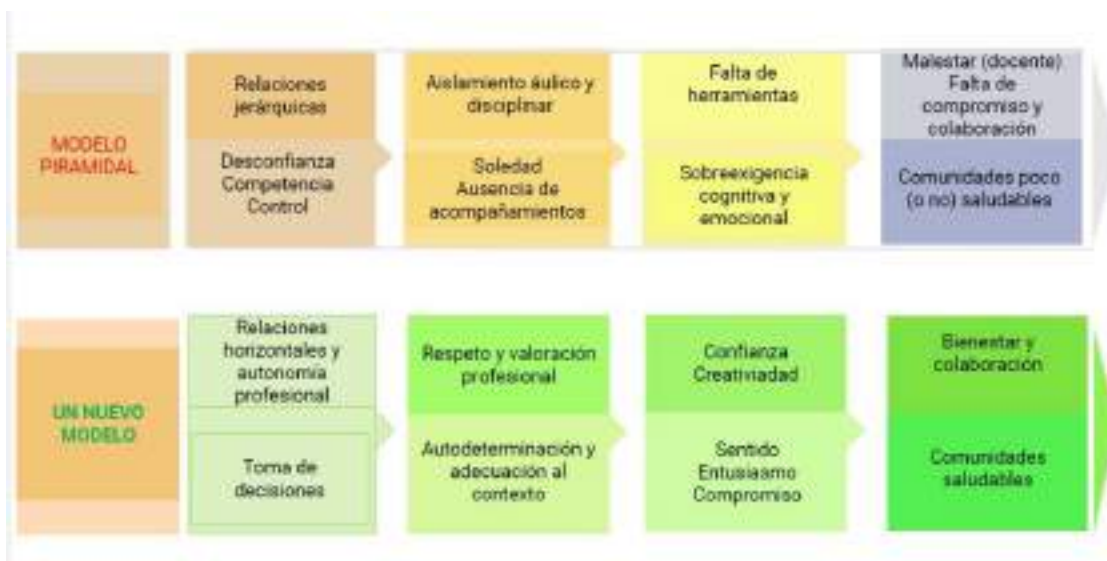 MODELO
PIRAMIDAL
Relaciones
jerárquicas
Desconfianza
Competencia
Control
Aislamiento áulico y
disciplinar
Soledad
Ausencia de
acompañamientos
Falta de
herramientas
Sobreexigencia
cognitiva y
emocional
Malestar (docente)
Falta de
compromiso y
colaboración
Comunidades poco
(o no) saludables
UN NUEVO
MODELO
Relaciones
horizontales y
autonomia
profesional
Toma de
decisiones
Respeto y valoración
profesional
Autodeterminación y
adecuación al
contexto
Confianza
Creativiadad
Sentido
Entusiasmo
Compromiso
Bienestar y
colaboración
Comunidades
saludables